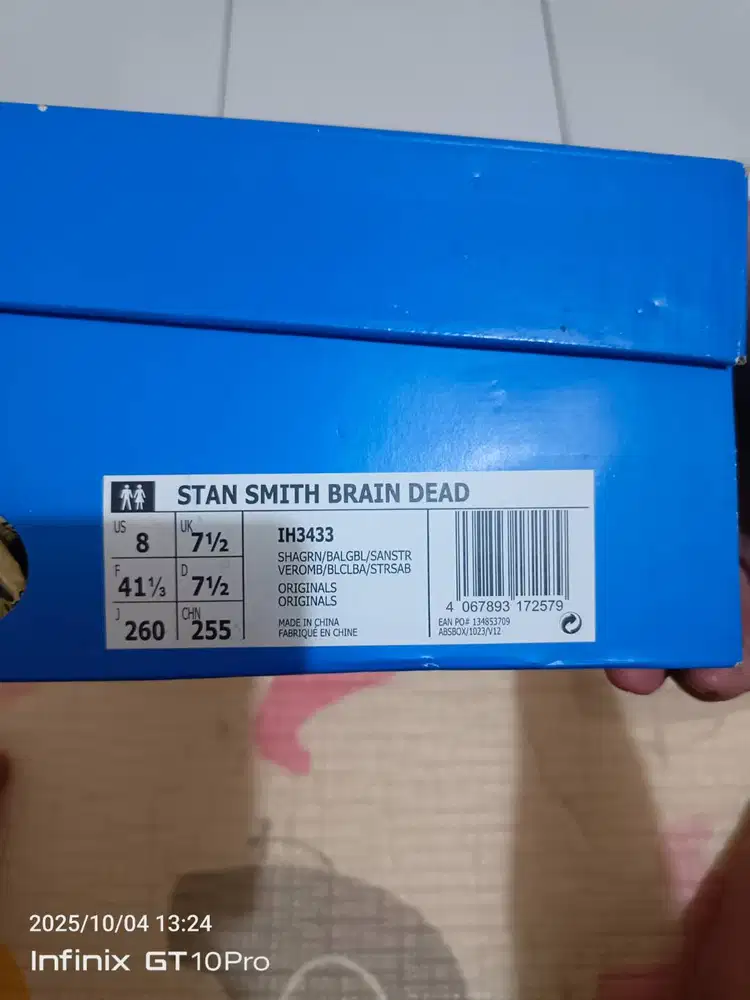 STAN SMITH BRAIN DEAD
US 8 UK 7½
F 41⅓ D 7½
J 260 CHN 255
IH3433
SHAGRN/BALGBL/SANSTR
VEROMB/BLCLBA/STRSAB
ORIGINALS
ORIGINALS
MADE IN CHINA
FABRIQUÉ EN CHINE
4 067893 172579
EAN PO# 134853709
ABSBOX/1023/V12
2025/10/04 13:24
Infinix GT10Pro